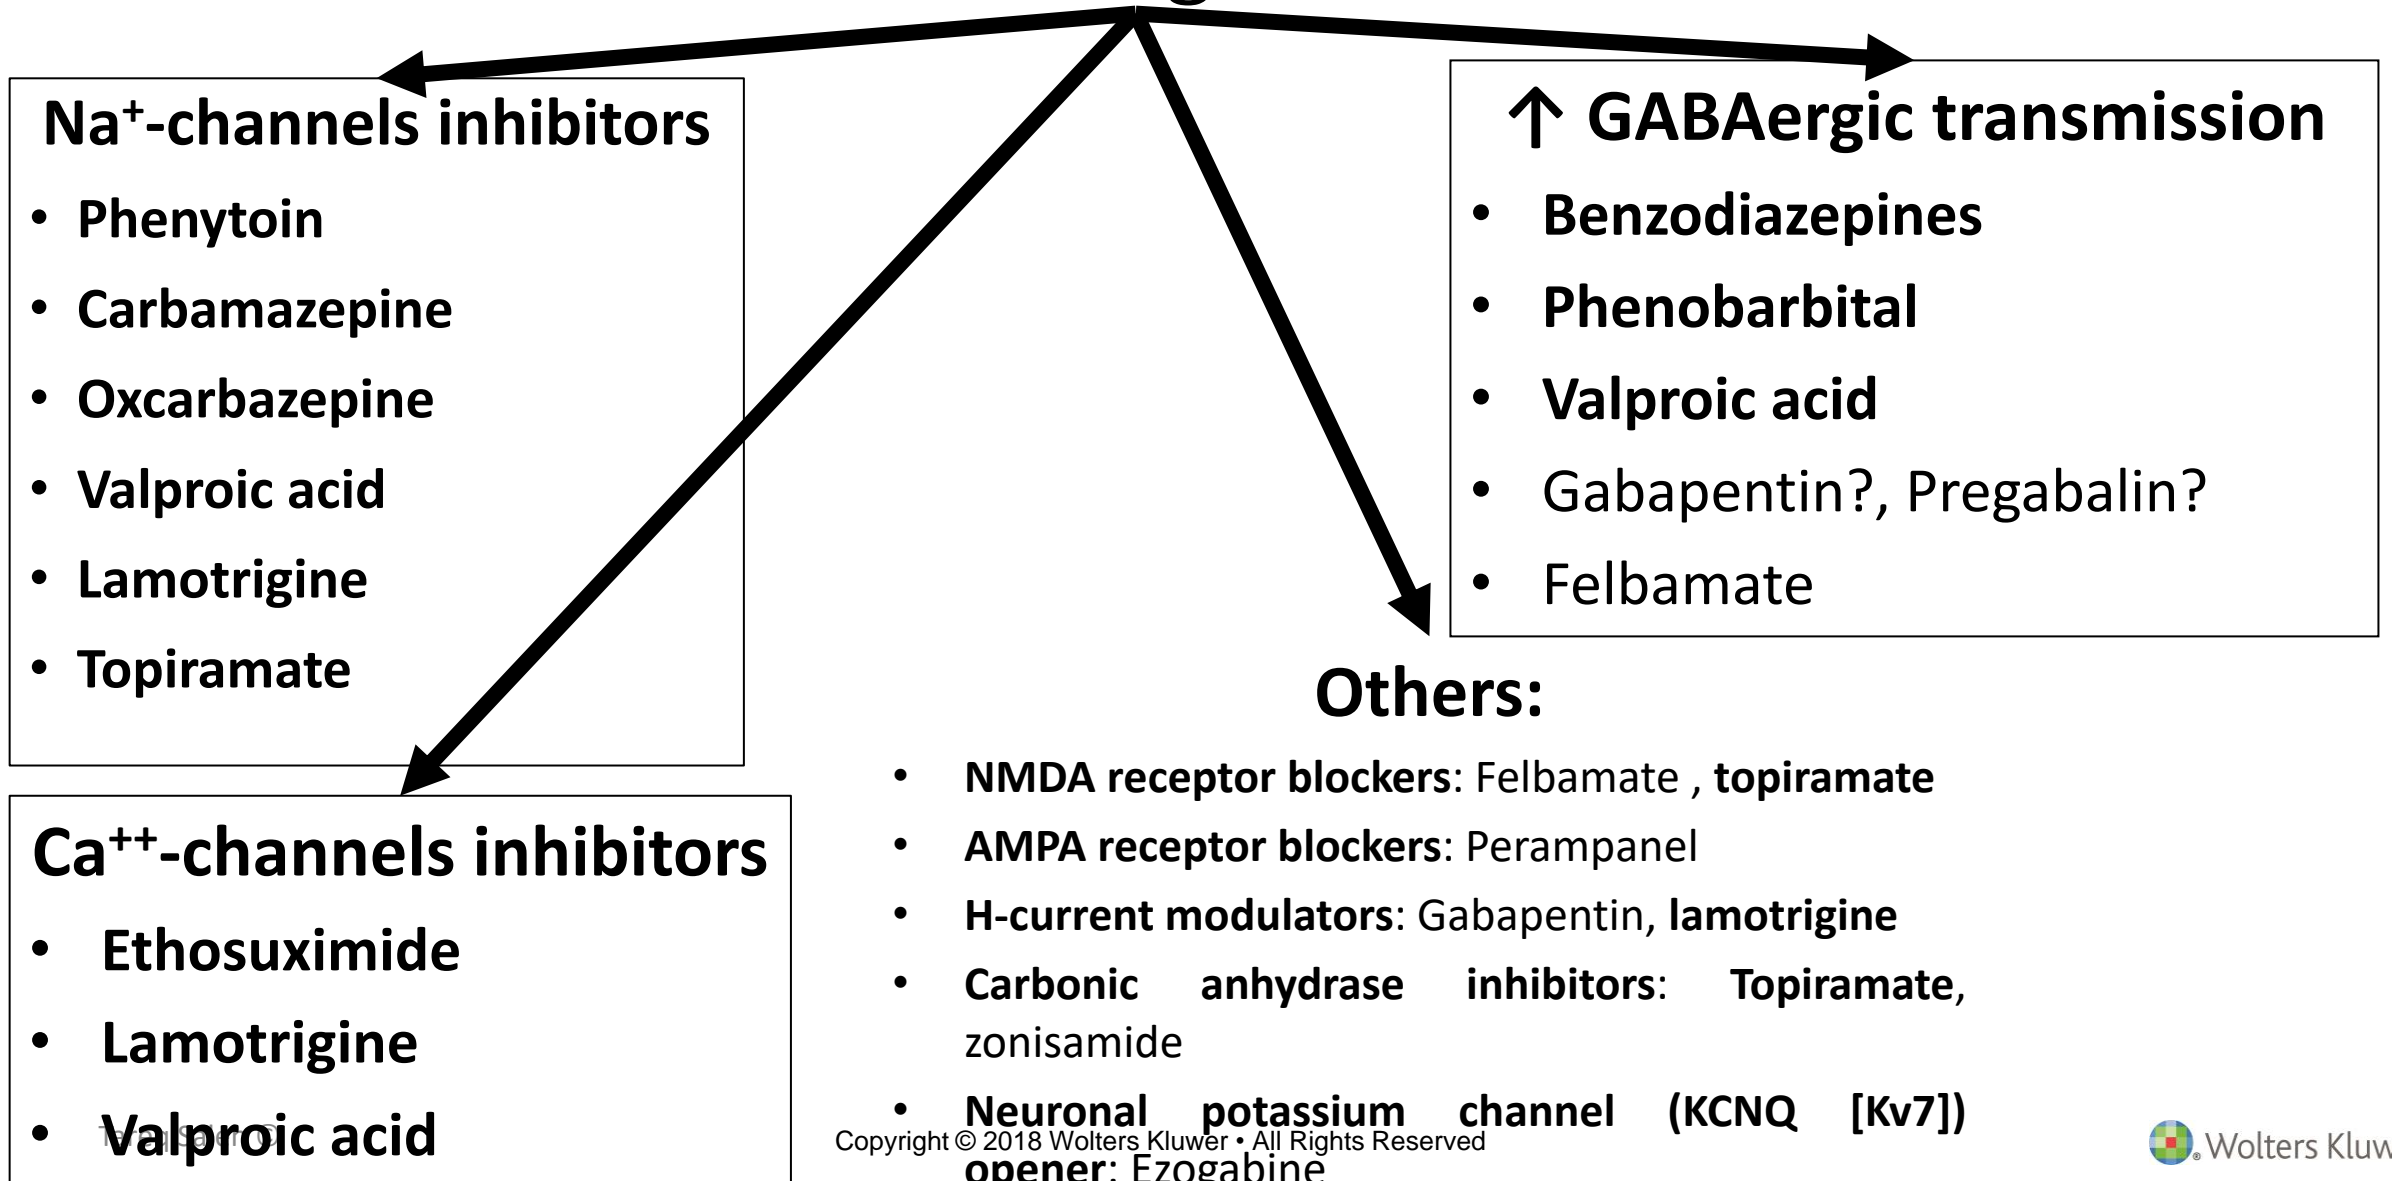 Na⁺-channels inhibitors
• Phenytoin
• Carbamazepine
• Oxcarbazepine
• Valproic acid
• Lamotrigine
• Topiramate
↑ GABAergic transmission
• Benzodiazepines
• Phenobarbital
• Valproic acid
• Gabapentin?, Pregabalin?
• Felbamate
Ca⁺⁺-channels inhibitors
• Ethosuximide
• Lamotrigine
• Valproic acid
Others:
• NMDA receptor blockers: Felbamate , topiramate
• AMPA receptor blockers: Perampanel
• H-current modulators: Gabapentin, lamotrigine
• Carbonic anhydrase inhibitors: Topiramate,
zonisamide
• Neuronal potassium channel (KCNQ [Kv7])
opener: Ezogabine
Copyright © 2018 Wolters Kluwer • All Rights Reserved
Wolters Kluw